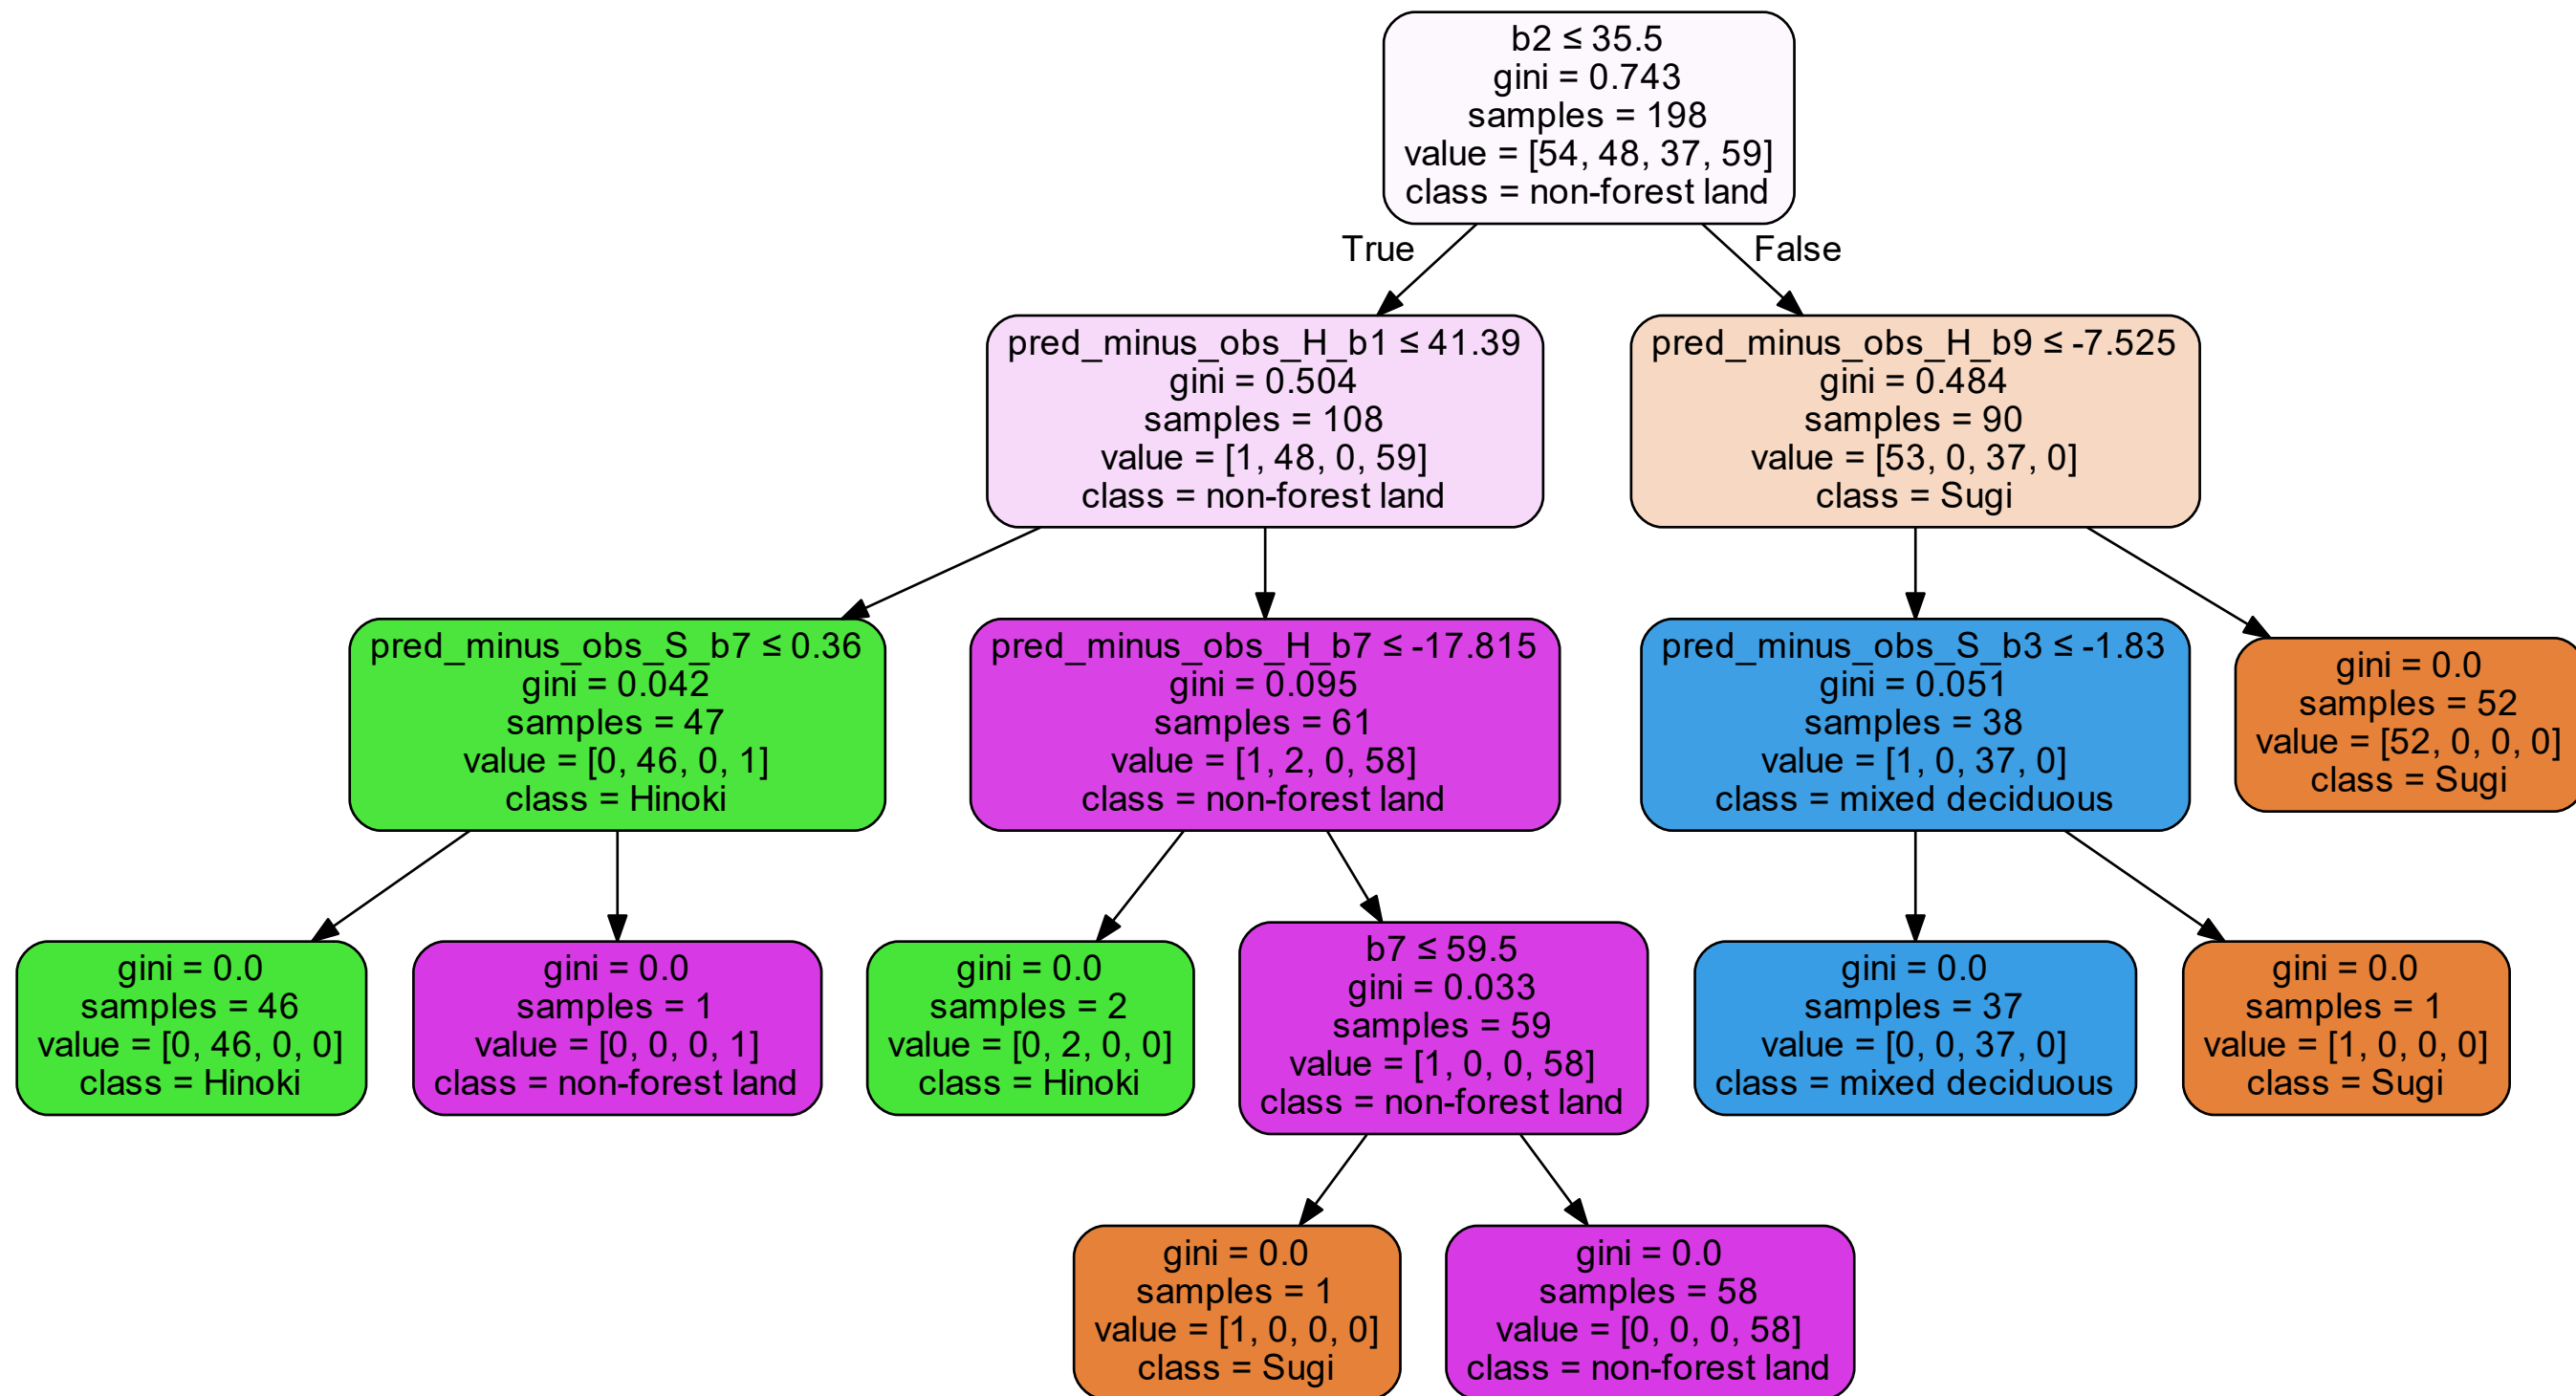 b2 ≤ 35.5
gini = 0.743
samples = 198
value = [54, 48, 37, 59]
class = non-forest land
True
False
pred_minus_obs_H_b1 ≤ 41.39
gini = 0.504
samples = 108
value = [1, 48, 0, 59]
class = non-forest land
pred_minus_obs_H_b9 ≤ -7.525
gini = 0.484
samples = 90
value = [53, 0, 37, 0]
class = Sugi
pred_minus_obs_S_b7 ≤ 0.36
gini = 0.042
samples = 47
value = [0, 46, 0, 1]
class = Hinoki
pred_minus_obs_H_b7 ≤ -17.815
gini = 0.095
samples = 61
value = [1, 2, 0, 58]
class = non-forest land
pred_minus_obs_S_b3 ≤ -1.83
gini = 0.051
samples = 38
value = [1, 0, 37, 0]
class = mixed deciduous
gini = 0.0
samples = 52
value = [52, 0, 0, 0]
class = Sugi
gini = 0.0
samples = 46
value = [0, 46, 0, 0]
class = Hinoki
gini = 0.0
samples = 1
value = [0, 0, 0, 1]
class = non-forest land
gini = 0.0
samples = 2
value = [0, 2, 0, 0]
class = Hinoki
b7 ≤ 59.5
gini = 0.033
samples = 59
value = [1, 0, 0, 58]
class = non-forest land
gini = 0.0
samples = 37
value = [0, 0, 37, 0]
class = mixed deciduous
gini = 0.0
samples = 1
value = [1, 0, 0, 0]
class = Sugi
gini = 0.0
samples = 1
value = [1, 0, 0, 0]
class = Sugi
gini = 0.0
samples = 58
value = [0, 0, 0, 58]
class = non-forest land